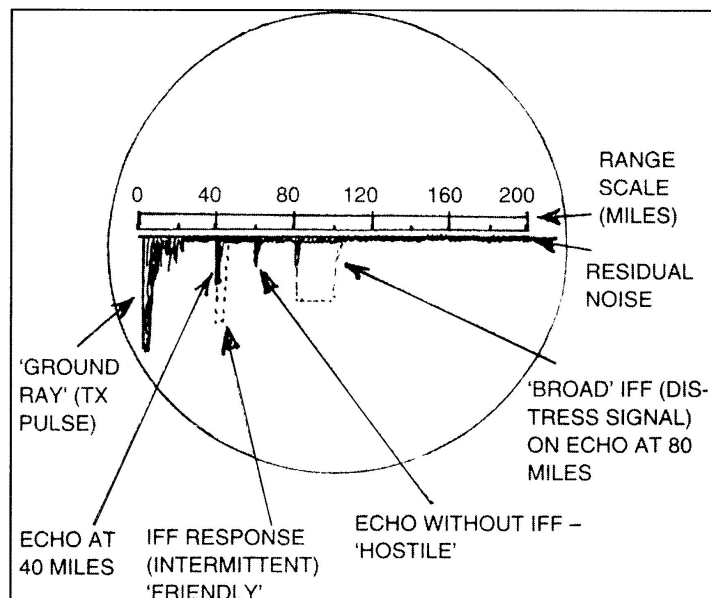 RANGE
SCALE
(MILES)
0 40 80 120 160 200
RESIDUAL
NOISE
'GROUND
RAY' (TX
PULSE)
'BROAD' IFF (DIS-
TRESS SIGNAL)
ON ECHO AT 80
MILES
ECHO AT
40 MILES
IFF RESPONSE
(INTERMITTENT)
'FRIENDLY'
ECHO WITHOUT IFF –
'HOSTILE'